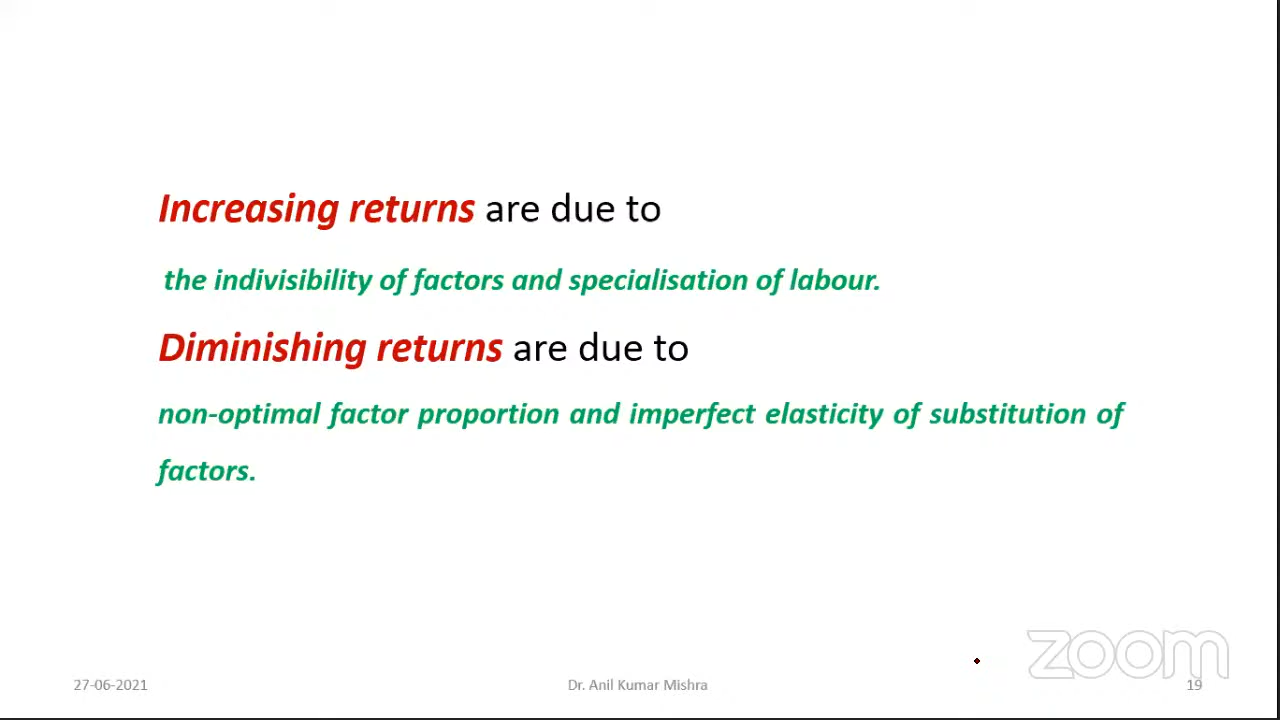 Increasing returns are due to
the indivisibility of factors and specialisation of labour.
Diminishing returns are due to
non-optimal factor proportion and imperfect elasticity of substitution of
factors.
zoom
27-06-2021
Dr. Anil Kumar Mishra
19